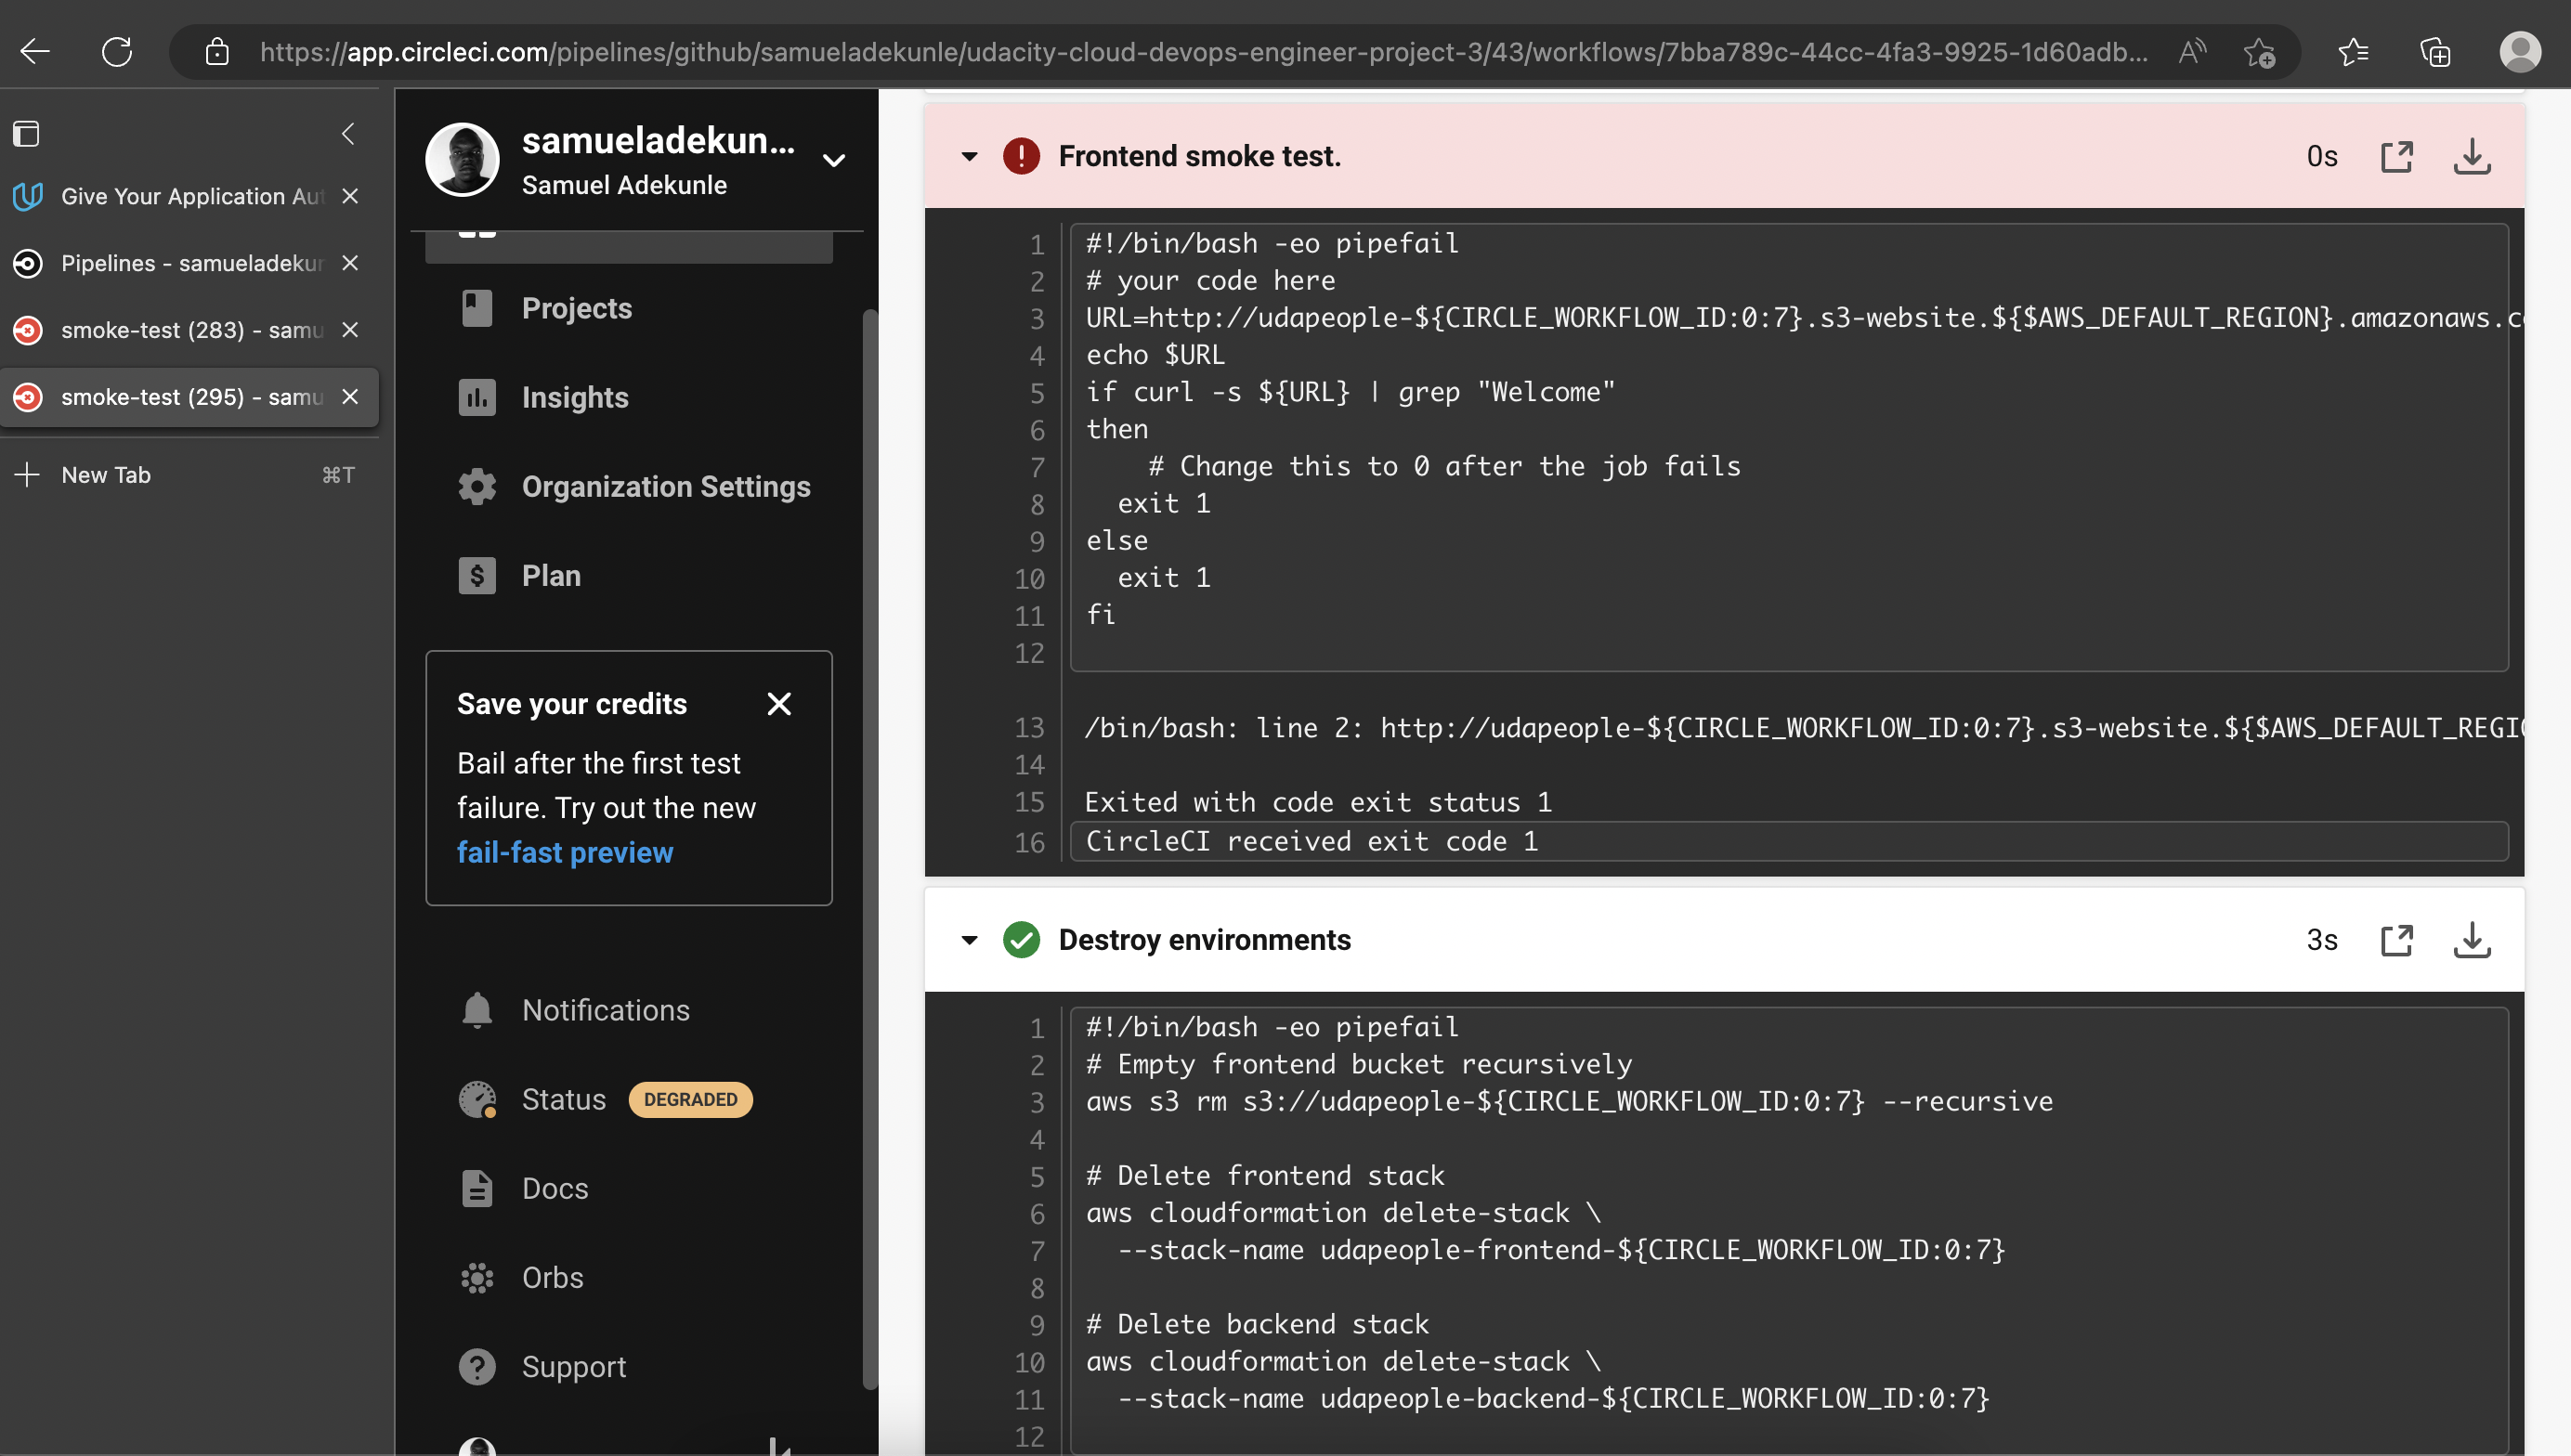 https://app.circleci.com/pipelines/github/samueladekunle/udacity-cloud-devops-engineer-project-3/43/workflows/7bba789c-44cc-4fa3-9925-1d60adb...
Give Your Application Aut
Pipelines - samueladekun
smoke-test (283) - samu
smoke-test (295) - samu
New Tab ⌘T
samueladekun...
Samuel Adekunle
Projects
Insights
Organization Settings
Plan
Save your credits
Bail after the first test
failure. Try out the new
fail-fast preview
Notifications
Status DEGRADED
Docs
Orbs
Support
Frontend smoke test. 0s
1 #!/bin/bash -eo pipefail
2 # your code here
3 URL=http://udapeople-${CIRCLE_WORKFLOW_ID:0:7}.s3-website.${$AWS_DEFAULT_REGION}.amazonaws.c
4 echo $URL
5 if curl -s ${URL} | grep "Welcome"
6 then
7     # Change this to 0 after the job fails
8   exit 1
9 else
10   exit 1
11 fi
12
13 /bin/bash: line 2: http://udapeople-${CIRCLE_WORKFLOW_ID:0:7}.s3-website.${$AWS_DEFAULT_REGI
14
15 Exited with code exit status 1
16 CircleCI received exit code 1
Destroy environments 3s
1 #!/bin/bash -eo pipefail
2 # Empty frontend bucket recursively
3 aws s3 rm s3://udapeople-${CIRCLE_WORKFLOW_ID:0:7} --recursive
4
5 # Delete frontend stack
6 aws cloudformation delete-stack \
7   --stack-name udapeople-frontend-${CIRCLE_WORKFLOW_ID:0:7}
8
9 # Delete backend stack
10 aws cloudformation delete-stack \
11   --stack-name udapeople-backend-${CIRCLE_WORKFLOW_ID:0:7}
12